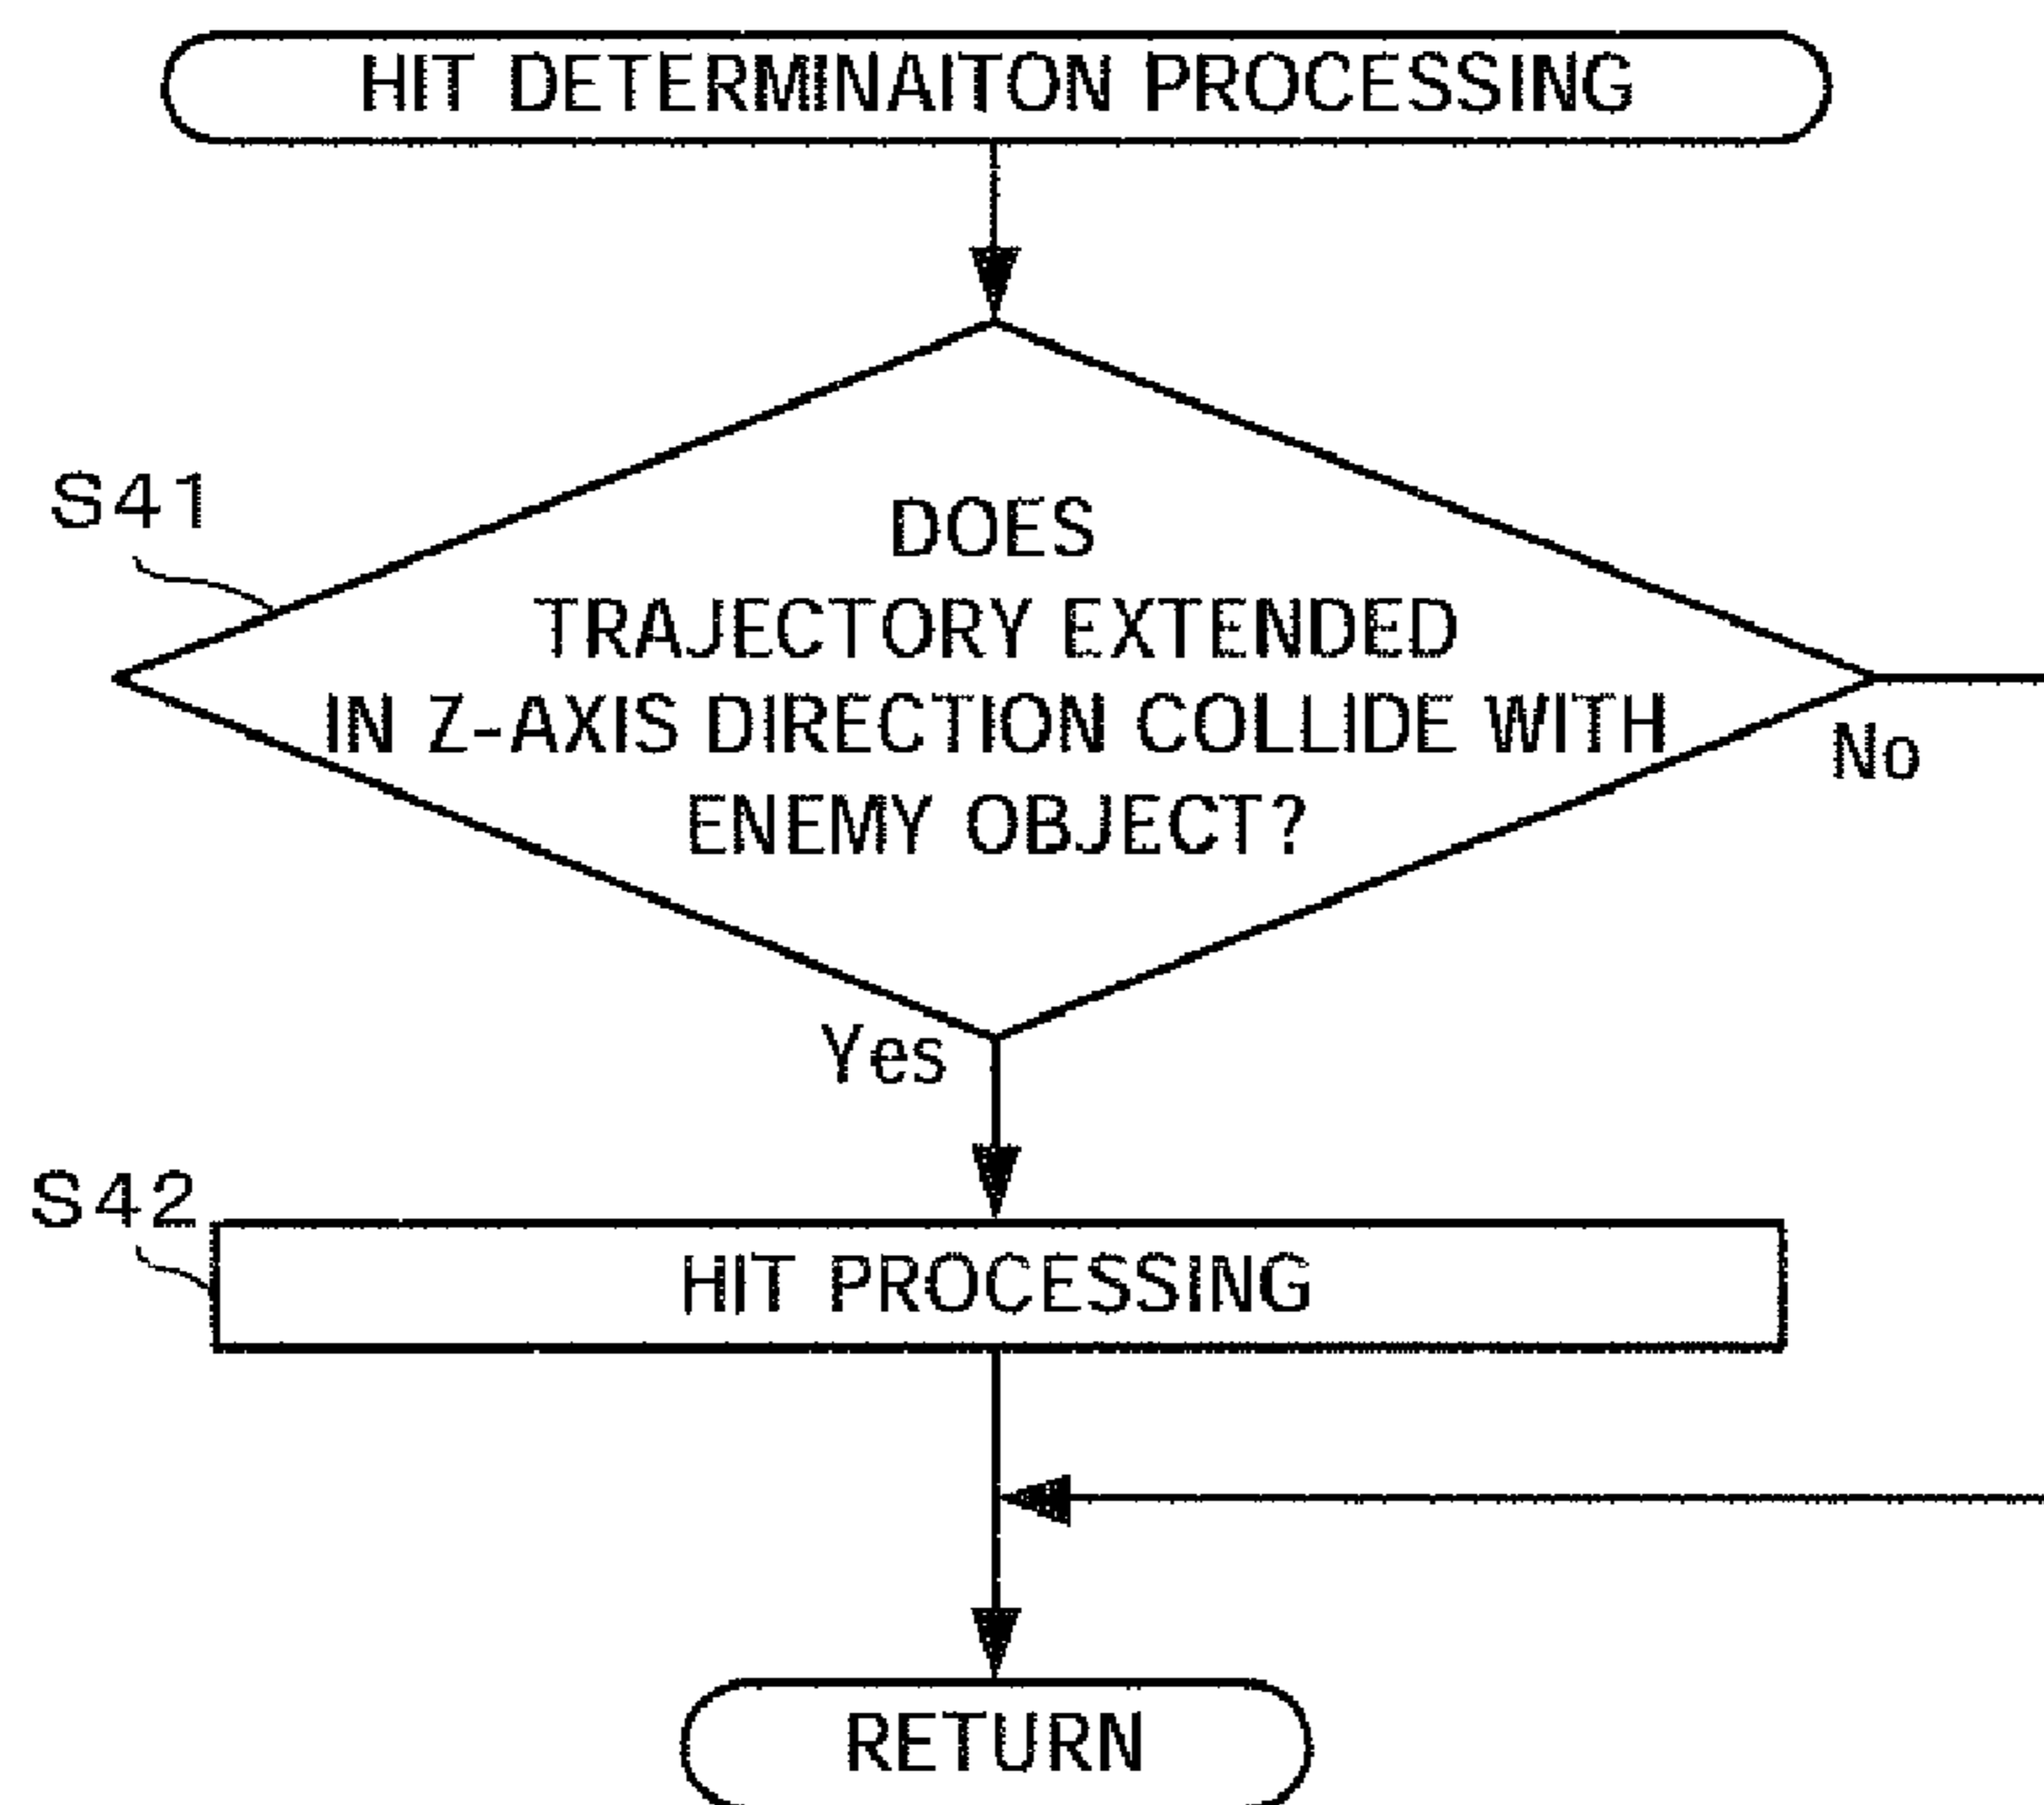 HIT DETERMINAITON PROCESSING
S41
DOES
TRAJECTORY EXTENDED
IN Z-AXIS DIRECTION COLLIDE WITH
ENEMY OBJECT?
No
Yes
S42
HIT PROCESSING
RETURN